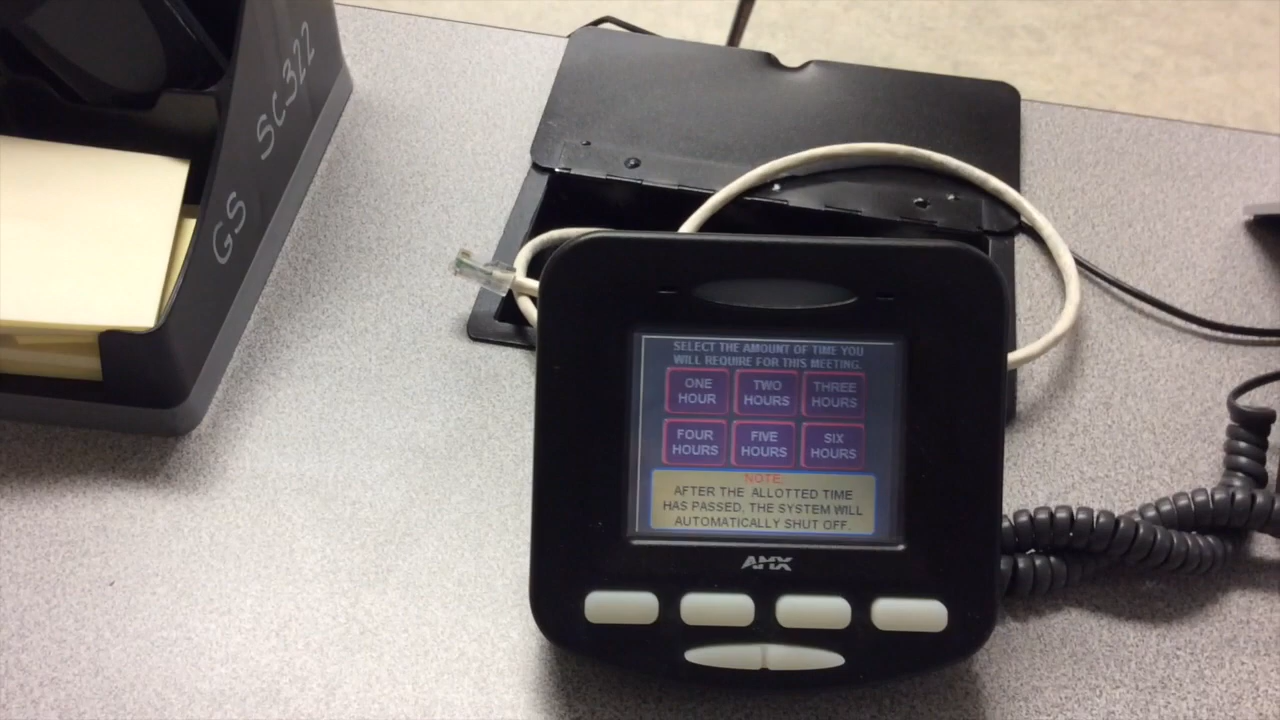 SC322
GS
SELECT THE AMOUNT OF TIME YOU
WILL REQUIRE FOR THIS MEETING.
ONE
HOUR
TWO
HOURS
THREE
HOURS
FOUR
HOURS
FIVE
HOURS
SIX
HOURS
NOTE:
AFTER THE ALLOTTED TIME
HAS PASSED, THE SYSTEM WILL
AUTOMATICALLY SHUT OFF.
AMX